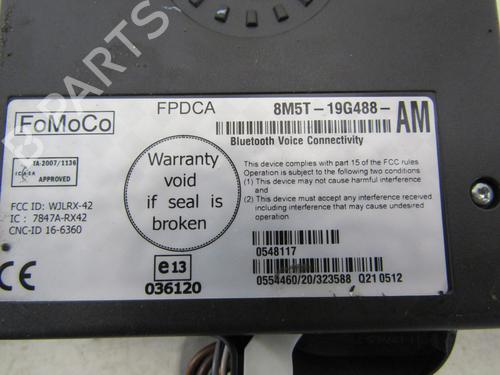 FPDCA 8M5T-19G488-AM
FoMoCo
Bluetooth Voice Connectivity
TA-2007/1136
ICASA
APPROVED
Warranty
void
if seal is
broken
This device complies with part 15 of the FCC rules
Operation is subject to the following two conditions
(1) This device may not cause harmful interference
and
(2) This device must accept any interference received
including interference that may cause undesired
operation
FCC ID: WJLRX-42
IC : 7847A-RX42
CNC-ID 16-6360
CE
e13
036120
0548117
0554460/20/323588 Q21 0512
B-PARTS